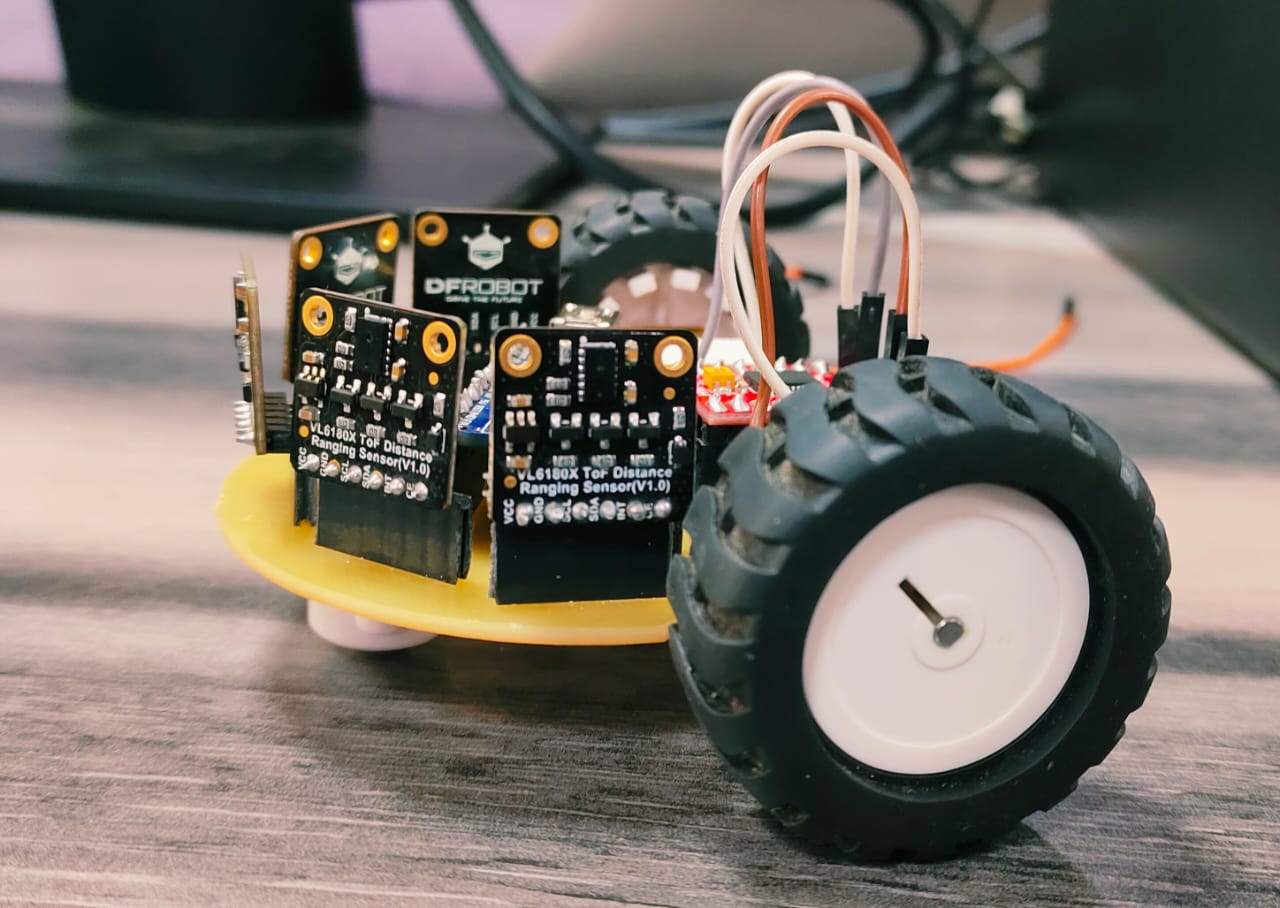 DFROBOT
DRIVE THE FUTURE
VL6180X ToF Distance
Ranging Sensor(V1.0)
VCC
SCL
SDA
INT
VL6180X ToF Distance
Ranging Sensor(V1.0)
VCC
GND
SCL
SDA
INT